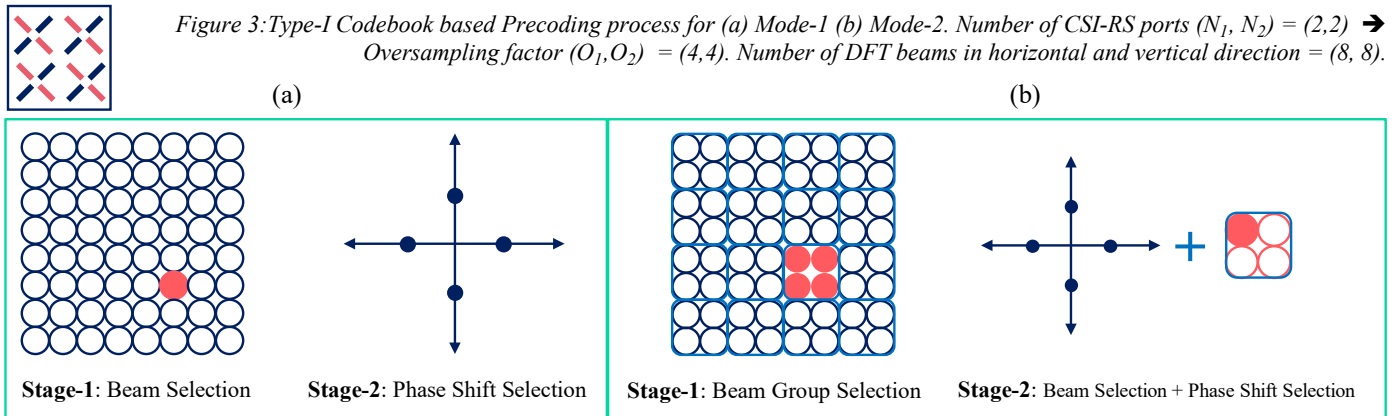 Figure 3:Type-I Codebook based Precoding process for (a) Mode-1 (b) Mode-2. Number of CSI-RS ports (N₁, N₂) = (2,2) ➔
Oversampling factor (O₁,O₂) = (4,4). Number of DFT beams in horizontal and vertical direction = (8, 8).
(a)
(b)
Stage-1: Beam Selection
Stage-2: Phase Shift Selection
Stage-1: Beam Group Selection
Stage-2: Beam Selection + Phase Shift Selection